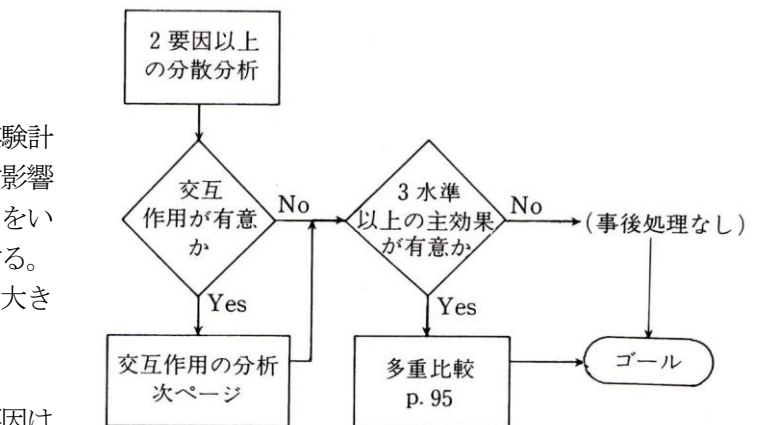 2要因以上
の分散分析
験計
影響
をい
る。
大き
交互
作用が有意
か
No
Yes
3水準
以上の主効果
が有意か
No
Yes
(事後処理なし)
交互作用の分析
次ページ
多重比較
p. 95
ゴール
因は